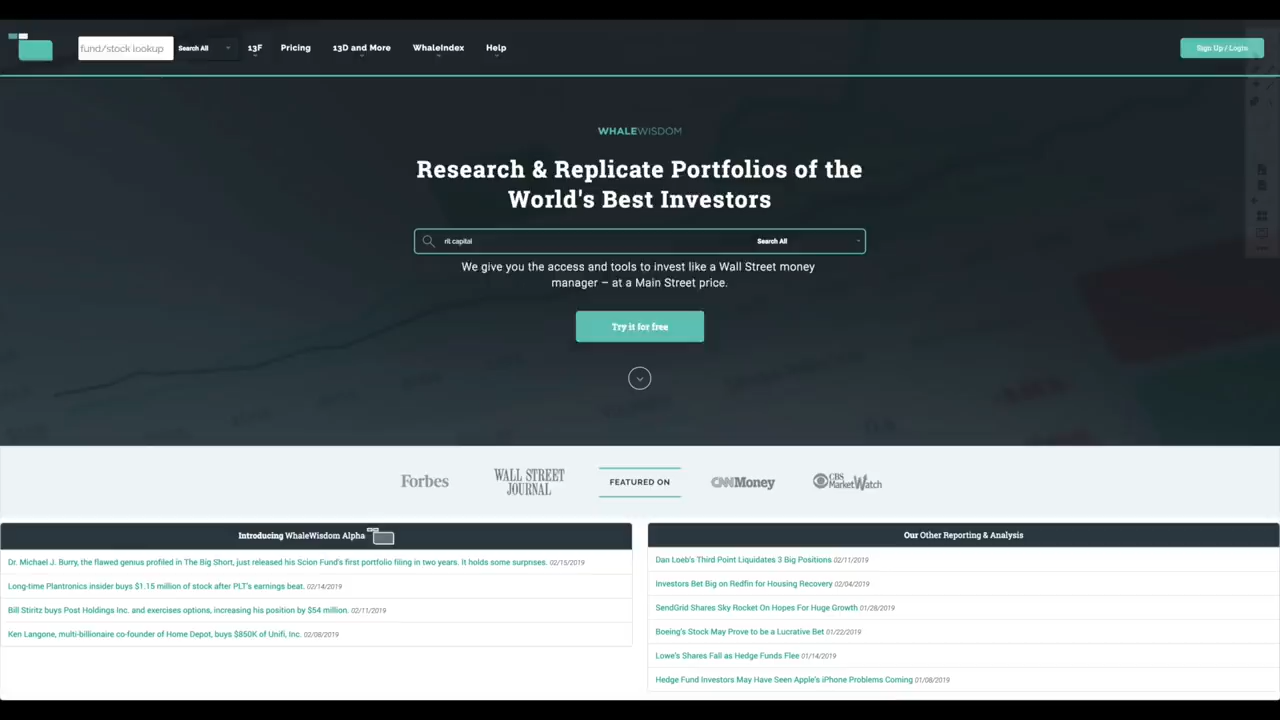 fund/stock lookup
Search All
13F
Pricing
13D and More
WhaleIndex
Help
Sign Up / Login
WHALEWISDOM
Research & Replicate Portfolios of the
World's Best Investors
rit capital
Search All
We give you the access and tools to invest like a Wall Street money
manager – at a Main Street price.
Try it for free
Forbes
WALL STREET
JOURNAL
FEATURED ON
CNNMoney
CBS
MarketWatch
Introducing WhaleWisdom Alpha
Dr. Michael J. Burry, the flawed genius profiled in The Big Short, just released his Scion Fund's first portfolio filing in two years. It holds some surprises. 02/15/2019
Long-time Plantronics insider buys $1.15 million of stock after PLT's earnings beat. 02/14/2019
Bill Stiritz buys Post Holdings Inc. and exercises options, increasing his position by $54 million. 02/11/2019
Ken Langone, multi-billionaire co-founder of Home Depot, buys $850K of Unifi, Inc. 02/08/2019
Our Other Reporting & Analysis
Dan Loeb's Third Point Liquidates 3 Big Positions 02/11/2019
Investors Bet Big on Redfin for Housing Recovery 02/04/2019
SendGrid Shares Sky Rocket On Hopes For Huge Growth 01/28/2019
Boeing's Stock May Prove to be a Lucrative Bet 01/22/2019
Lowe's Shares Fall as Hedge Funds Flee 01/14/2019
Hedge Fund Investors May Have Seen Apple's iPhone Problems Coming 01/08/2019